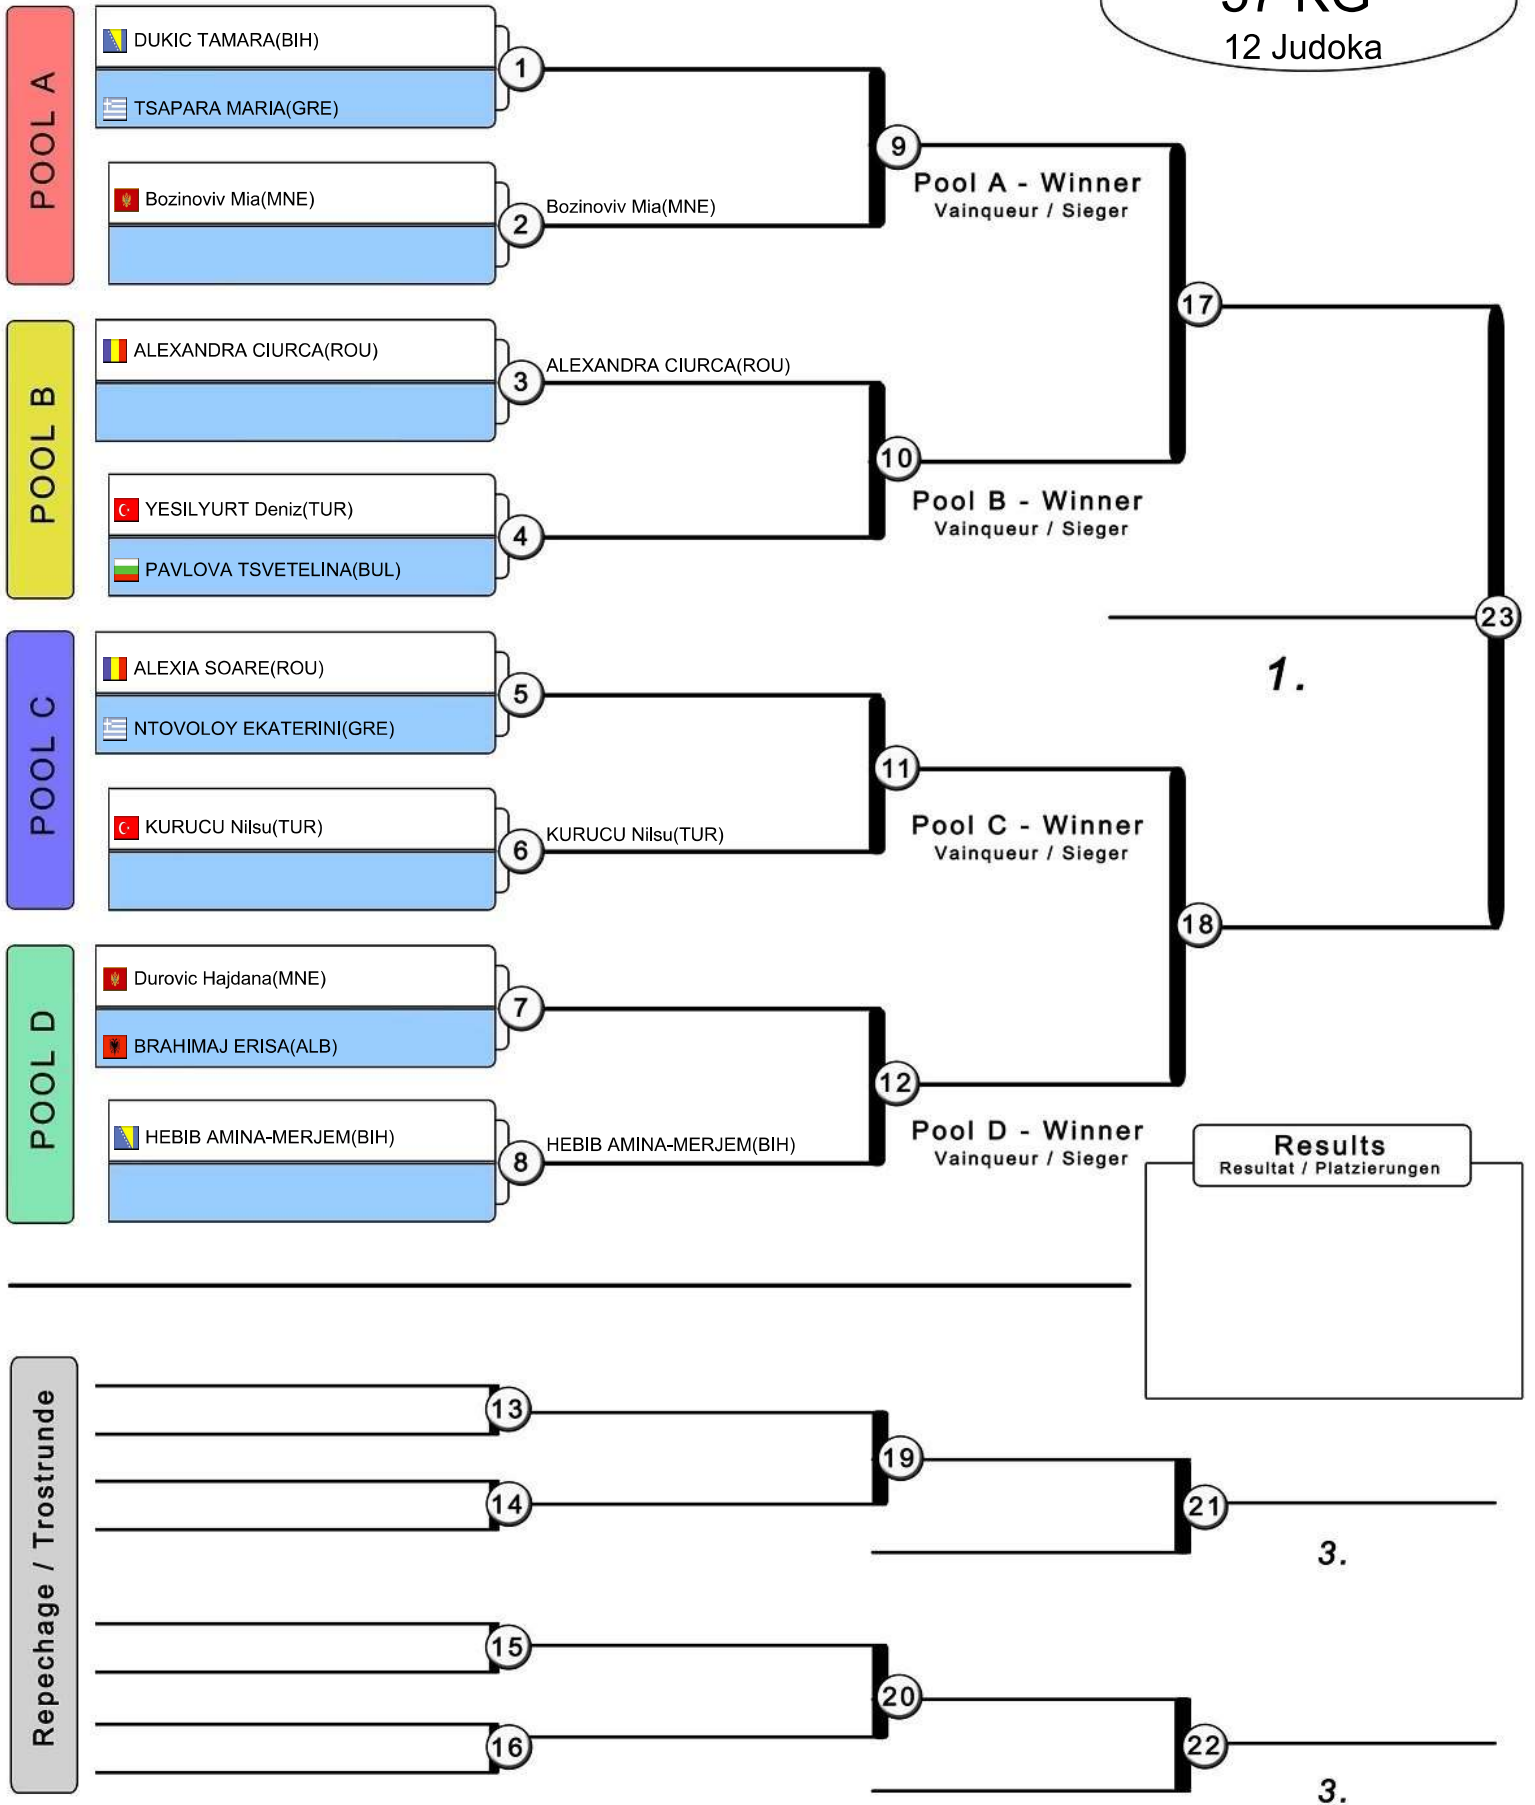 12 Judoka
POOL A
DUKIC TAMARA(BIH)
TSAPARA MARIA(GRE)
1
Bozinoviv Mia(MNE)
2
Bozinoviv Mia(MNE)
9
Pool A - Winner
Vainqueur / Sieger
17
POOL B
ALEXANDRA CIURCA(ROU)
3
ALEXANDRA CIURCA(ROU)
YESILYURT Deniz(TUR)
PAVLOVA TSVETELINA(BUL)
4
10
Pool B - Winner
Vainqueur / Sieger
23
1.
POOL C
ALEXIA SOARE(ROU)
NTOVOLOY EKATERINI(GRE)
5
KURUCU Nilsu(TUR)
6
KURUCU Nilsu(TUR)
11
Pool C - Winner
Vainqueur / Sieger
18
POOL D
Durovic Hajdana(MNE)
BRAHIMAJ ERISA(ALB)
7
HEBIB AMINA-MERJEM(BIH)
8
HEBIB AMINA-MERJEM(BIH)
12
Pool D - Winner
Vainqueur / Sieger
Results
Resultat / Platzierungen
Repechage / Trostrunde
13
14
19
21
3.
15
16
20
22
3.